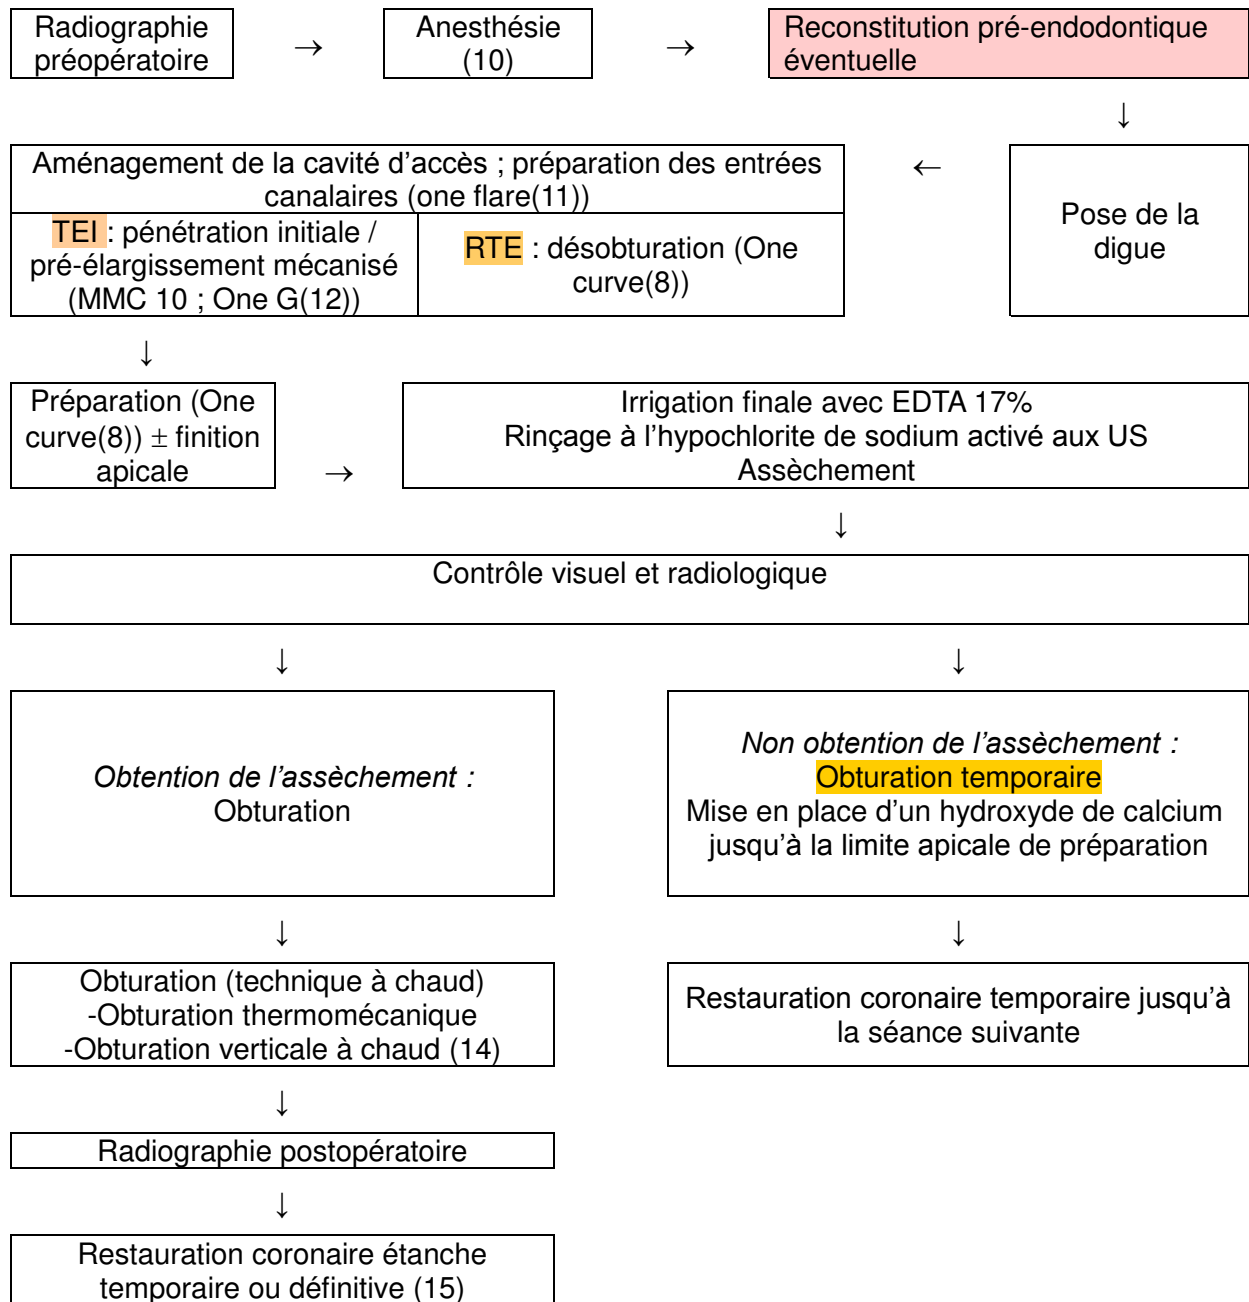 Radiographie
préopératoire
→
Anesthésie
(10)
→
Reconstitution pré-endodontique
éventuelle
↓
Pose de la
digue
←
Aménagement de la cavité d’accès ; préparation des entrées
canalaires (one flare(11))
TEI : pénétration initiale /
pré-élargissement mécanisé
(MMC 10 ; One G(12))
RTE : désobturation (One
curve(8))
↓
Préparation (One
curve(8)) ± finition
apicale
→
Irrigation finale avec EDTA 17%
Rinçage à l’hypochlorite de sodium activé aux US
Assèchement
↓
Contrôle visuel et radiologique
↓
Obtention de l’assèchement :
Obturation
↓
Obturation (technique à chaud)
-Obturation thermomécanique
-Obturation verticale à chaud (14)
↓
Radiographie postopératoire
↓
Restauration coronaire étanche
temporaire ou définitive (15)
↓
Non obtention de l’assèchement :
Obturation temporaire
Mise en place d’un hydroxyde de calcium
jusqu’à la limite apicale de préparation
↓
Restauration coronaire temporaire jusqu’à
la séance suivante